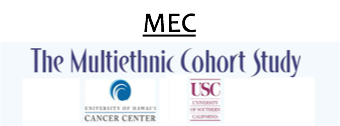 MEC
The Multiethnic Cohort Study
UNIVERSITY OF HAWAI'I
CANCER CENTER
USC
UNIVERSITY
OF SOUTHERN
CALIFORNIA